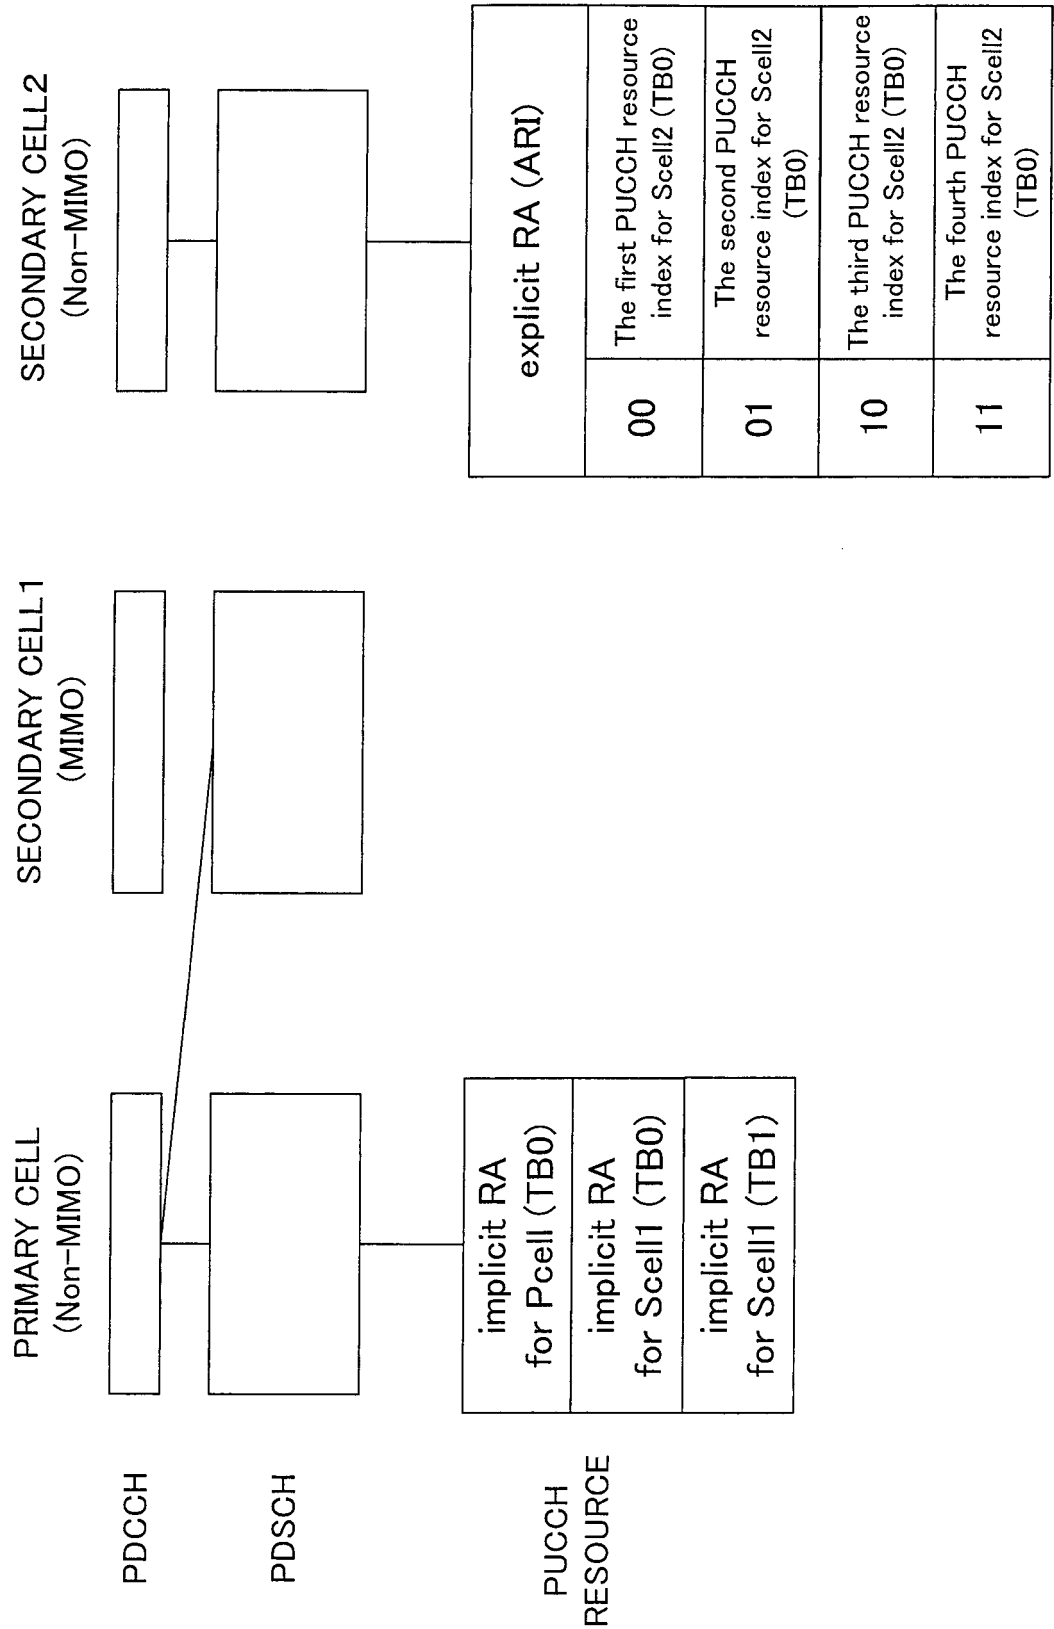 PRIMARY CELL
(Non-MIMO)
SECONDARY CELL1
(MIMO)
SECONDARY CELL2
(Non-MIMO)
PDCCH
PDSCH
PUCCH
RESOURCE
implicit RA
for Pcell (TB0)
implicit RA
for Scell1 (TB0)
implicit RA
for Scell1 (TB1)
explicit RA (ARI)
00
The first PUCCH resource
index for Scell2 (TB0)
01
The second PUCCH
resource index for Scell2
(TB0)
10
The third PUCCH resource
index for Scell2 (TB0)
11
The fourth PUCCH
resource index for Scell2
(TB0)